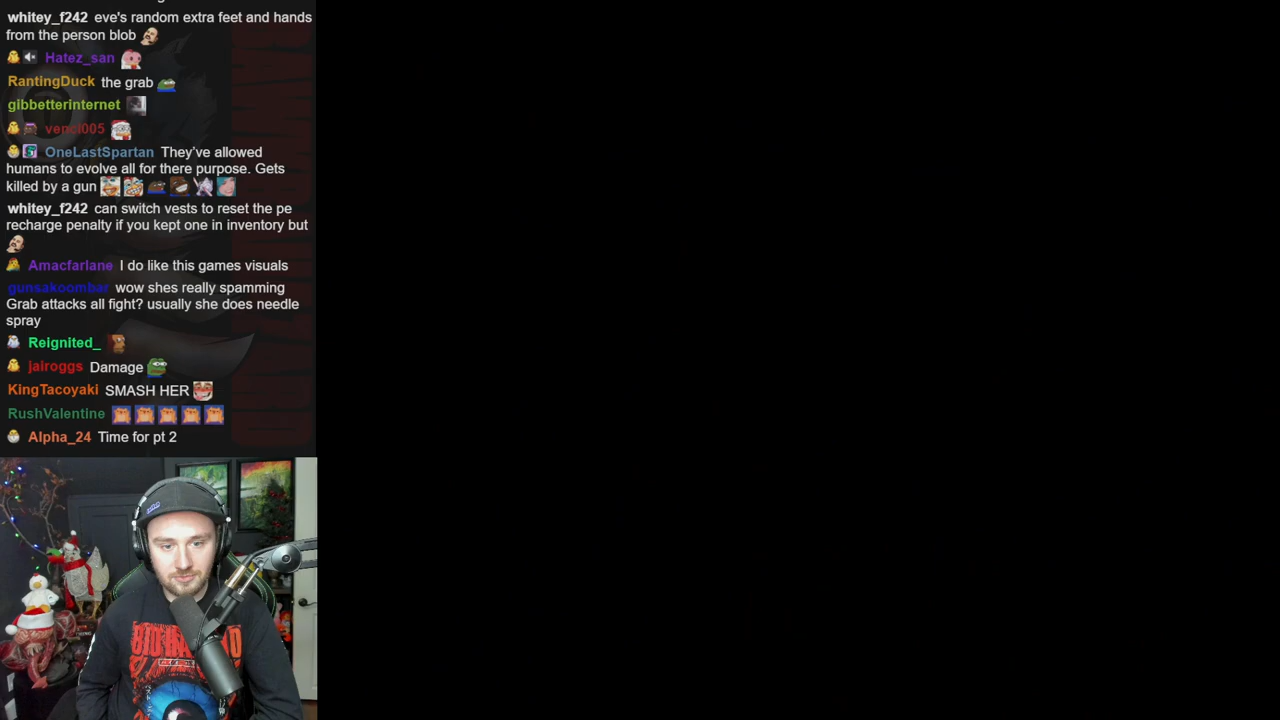 whitey_f242 eve's random extra feet and hands
from the person blob
Hatez_san
RantingDuck the grab
gibbetterinternet
venci005
OneLastSpartan They've allowed
humans to evolve all for there purpose. Gets
killed by a gun
whitey_f242 can switch vests to reset the pe
recharge penalty if you kept one in inventory but
Amacfarlane I do like this games visuals
gunsakoombar wow shes really spamming
Grab attacks all fight? usually she does needle
spray
Reignited_
jalroggs Damage
KingTacoyaki SMASH HER
RushValentine
Alpha_24 Time for pt 2